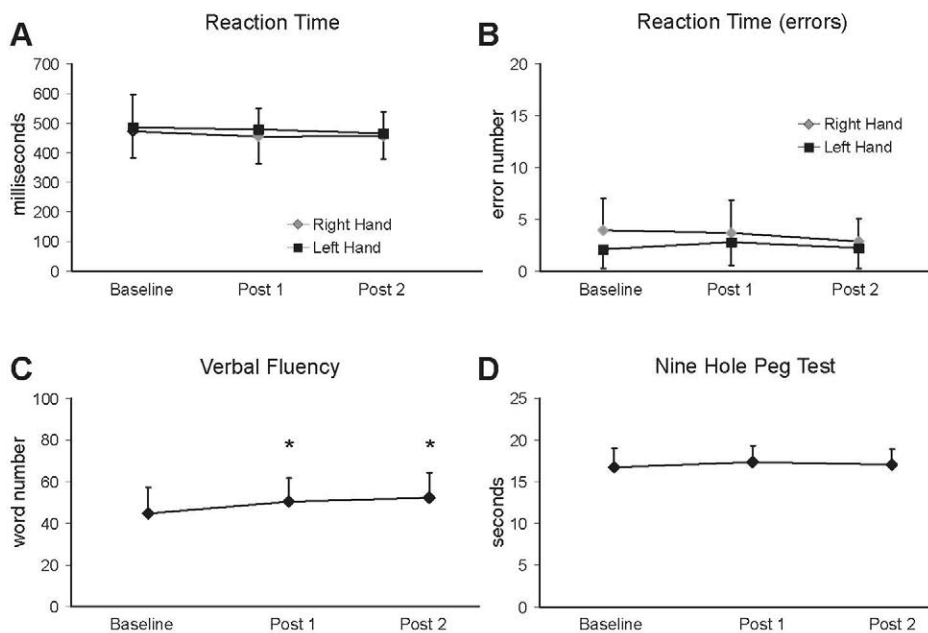 A
Reaction Time
700
600
500
400
300
200
100
0
milliseconds
Right Hand
Left Hand
Baseline Post 1 Post 2
B
Reaction Time (errors)
20
15
10
5
0
error number
Right Hand
Left Hand
Baseline Post 1 Post 2
C
Verbal Fluency
100
80
60
40
20
0
word number
* *
Baseline Post 1 Post 2
D
Nine Hole Peg Test
25
20
15
10
5
0
seconds
Baseline Post 1 Post 2